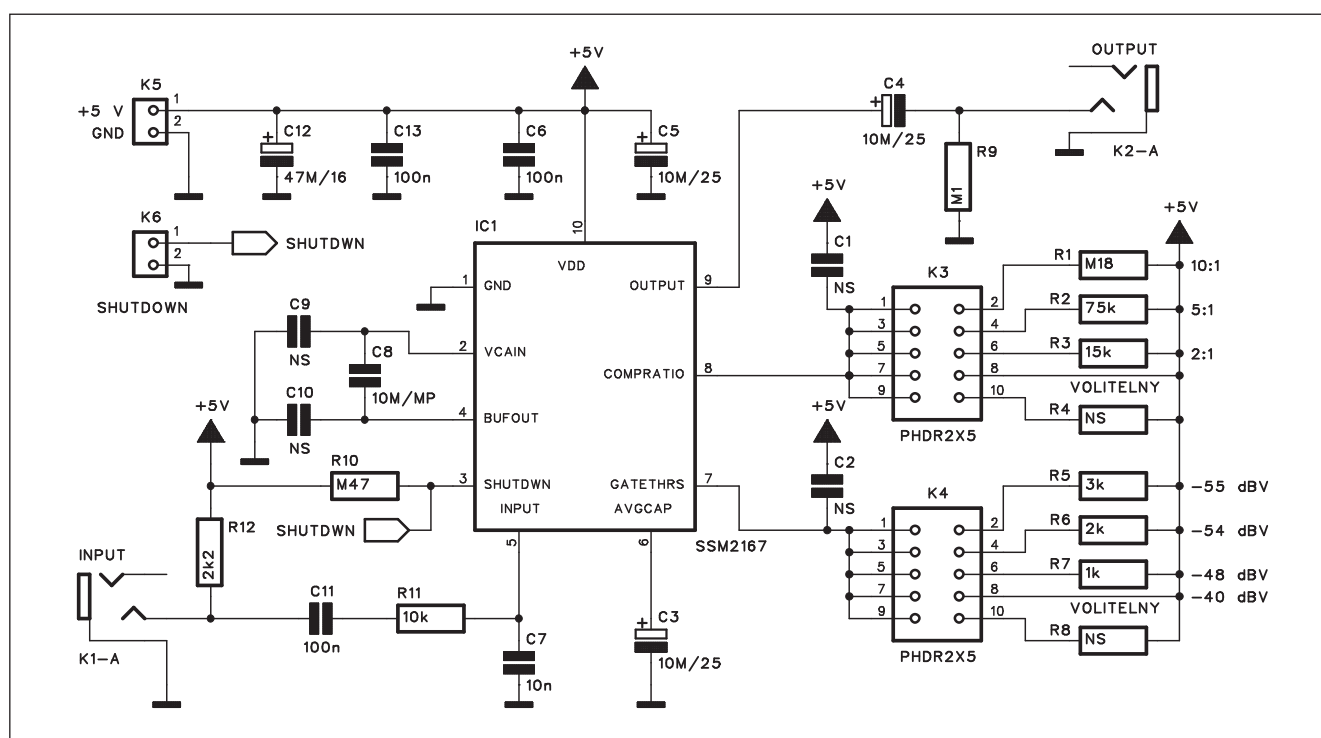 +5V
OUTPUT
K5
+5 V
1
GND
2
C12
47M/16
C13
100n
C6
100n
C5
10M/25
C4
10M/25
R9
M1
K2-A
K6
1
2
SHUTDWN
SHUTDOWN
IC1
10
VDD
1
GND
OUTPUT
9
2
VCAIN
COMPRATIO
8
4
BUFOUT
3
SHUTDWN
GATETHRS
7
INPUT
AVGCAP
5
6
SSM2167
C9
NS
C8
10M/MP
C10
NS
+5V
R10
M47
SHUTDWN
R12
2k2
INPUT
K1-A
C11
100n
R11
10k
C7
10n
C3
10M/25
+5V
C1
NS
K3
1
2
3
4
5
6
7
8
9
10
PHDR2X5
+5V
R1
M18
10:1
R2
75k
5:1
R3
15k
2:1
VOLITELNY
R4
NS
+5V
C2
NS
K4
1
2
3
4
5
6
7
8
9
10
PHDR2X5
R5
3k
-55 dBV
R6
2k
-54 dBV
R7
1k
-48 dBV
-40 dBV
VOLITELNY
R8
NS